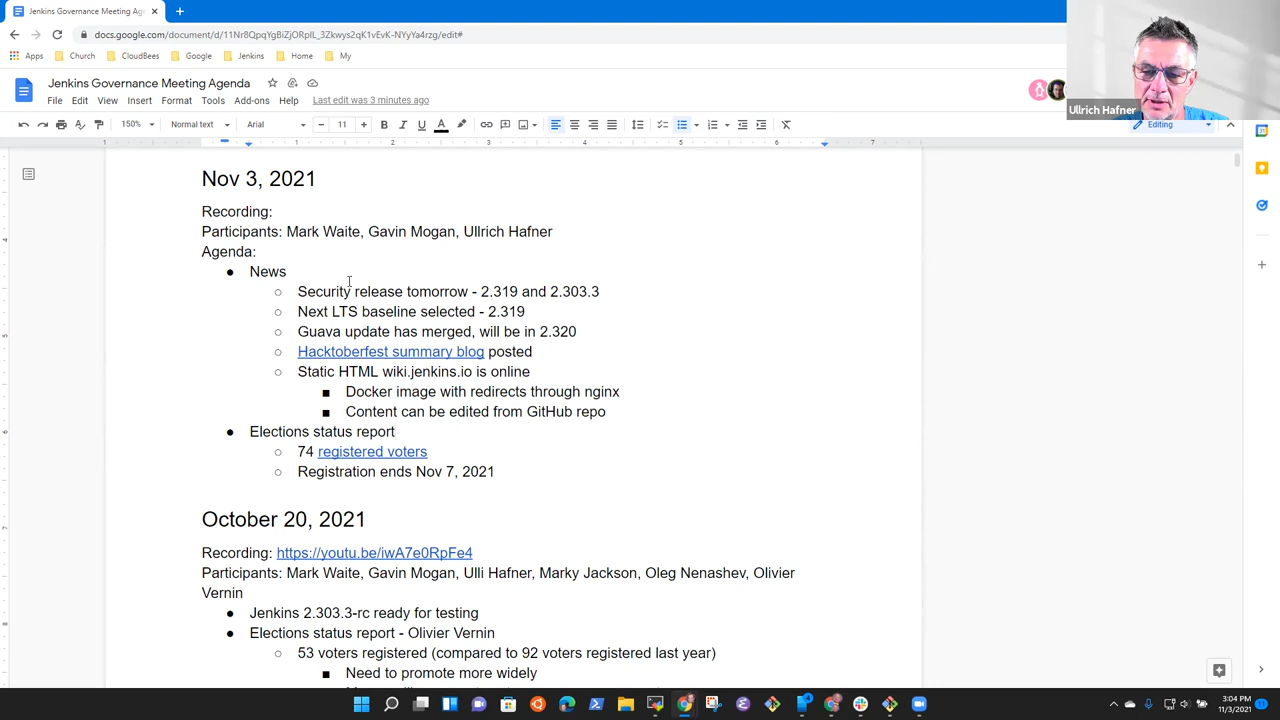 Jenkins Governance Meeting Ag
docs.google.com/document/d/11Nr8QpqYgBiZjORplL_3Zkwys2qK1vEvK-NYyYa4rzg/edit#
Apps Church CloudBees Google Jenkins Home My
Jenkins Governance Meeting Agenda
File Edit View Insert Format Tools Add-ons Help Last edit was 3 minutes ago
Ullrich Hafner
150% Normal text Arial 11 Editing
1 1 2 3 4 5 6 7
Nov 3, 2021
Recording:
Participants: Mark Waite, Gavin Mogan, Ullrich Hafner
Agenda:
● News
○ Security release tomorrow - 2.319 and 2.303.3
○ Next LTS baseline selected - 2.319
○ Guava update has merged, will be in 2.320
○ Hacktoberfest summary blog posted
○ Static HTML wiki.jenkins.io is online
■ Docker image with redirects through nginx
■ Content can be edited from GitHub repo
● Elections status report
○ 74 registered voters
○ Registration ends Nov 7, 2021
October 20, 2021
Recording: https://youtu.be/iwA7e0RpFe4
Participants: Mark Waite, Gavin Mogan, Ulli Hafner, Marky Jackson, Oleg Nenashev, Olivier
Vernin
● Jenkins 2.303.3-rc ready for testing
● Elections status report - Olivier Vernin
○ 53 voters registered (compared to 92 voters registered last year)
■ Need to promote more widely
3:04 PM
11/3/2021